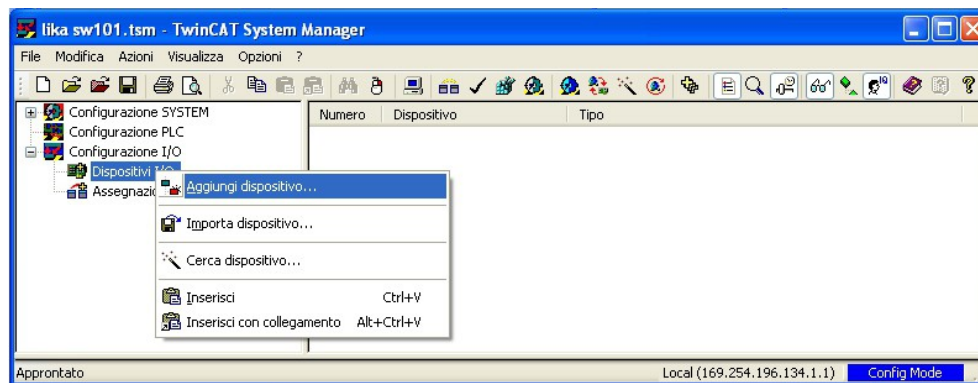 lika sw101.tsm - TwinCAT System Manager
File Modifica Azioni Visualizza Opzioni ?
Configurazione SYSTEM
Configurazione PLC
Configurazione I/O
Dispositivi I/O
Numero Dispositivo Tipo
Aggiungi dispositivo...
Importa dispositivo...
Cerca dispositivo...
Inserisci Ctrl+V
Inserisci con collegamento Alt+Ctrl+V
Approntato Local (169.254.196.134.1.1) Config Mode